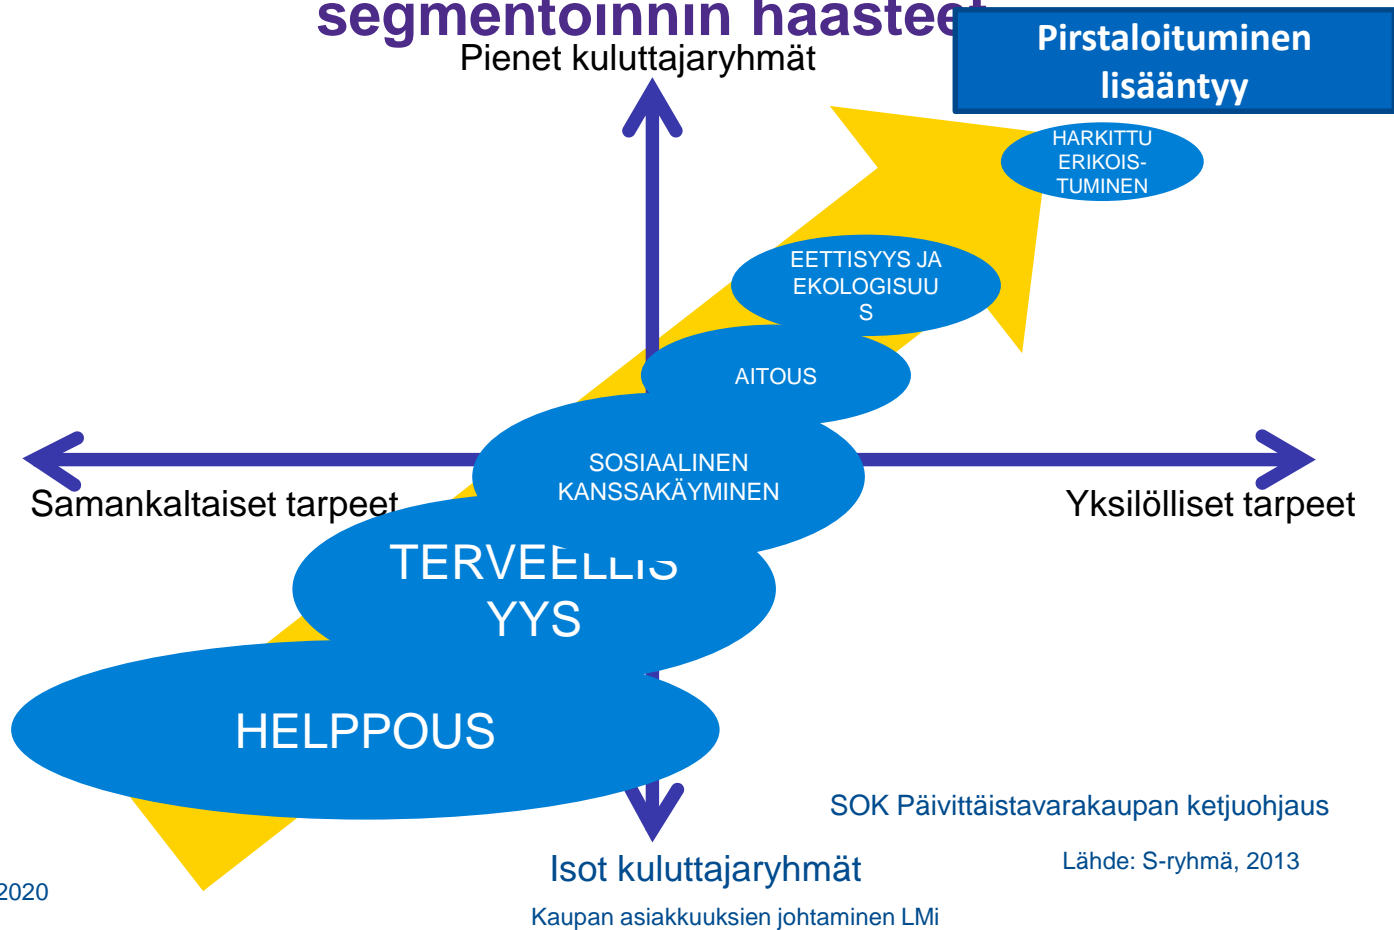 segmentoinnin haasteet
Pienet kuluttajaryhmät
Pirstaloituminen
lisääntyy
HARKITTU
ERIKOIS-
TUMINEN
EETTISYYS JA
EKOLOGISUU
S
AITOUS
SOSIAALINEN
KANSSAKÄYMINEN
Samankaltaiset tarpeet
Yksilölliset tarpeet
TERVEELLIS
YYS
HELPPOUS
SOK Päivittäistavarakaupan ketjuohjaus
Isot kuluttajaryhmät
Lähde: S-ryhmä, 2013
2020
Kaupan asiakkuuksien johtaminen LMi